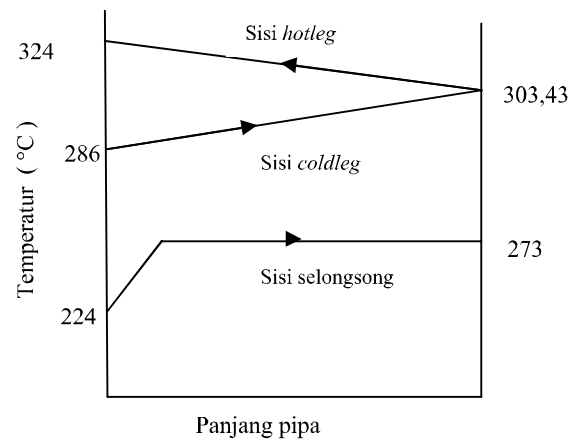 Sisi hotleg
324
303,43
286
Sisi coldleg
Temperatur ( °C )
273
Sisi selongsong
224
Panjang pipa